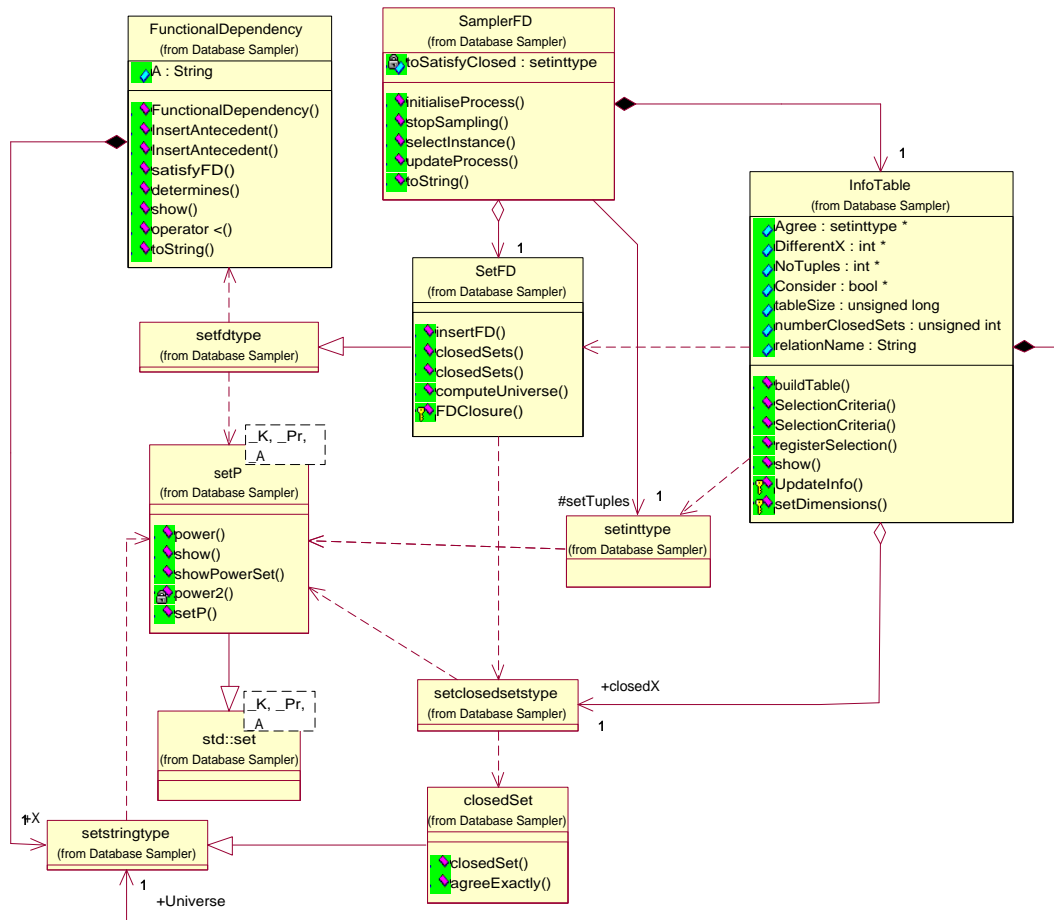 FunctionalDependency
(from Database Sampler)
A : String
FunctionalDependency()
InsertAntecedent()
InsertAntecedent()
satisfyFD()
determines()
show()
operator <()
toString()
SamplerFD
(from Database Sampler)
toSatisfyClosed : setinttype
initialiseProcess()
stopSampling()
selectInstance()
updateProcess()
toString()
1
InfoTable
(from Database Sampler)
Agree : setinttype *
DifferentX : int *
NoTuples : int *
Consider : bool *
tableSize : unsigned long
numberClosedSets : unsigned int
relationName : String
buildTable()
SelectionCriteria()
SelectionCriteria()
registerSelection()
show()
UpdateInfo()
setDimensions()
1
SetFD
(from Database Sampler)
insertFD()
closedSets()
closedSets()
computeUniverse()
FDClosure()
setfdtype
(from Database Sampler)
_K, _Pr,
_A
setP
(from Database Sampler)
power()
show()
showPowerSet()
power2()
setP()
#setTuples
1
setinttype
(from Database Sampler)
setclosedsetstype
(from Database Sampler)
+closedX
1
_K, _Pr,
_A
std::set
(from Database Sampler)
closedSet
(from Database Sampler)
closedSet()
agreeExactly()
1
+X
setstringtype
(from Database Sampler)
1
+Universe